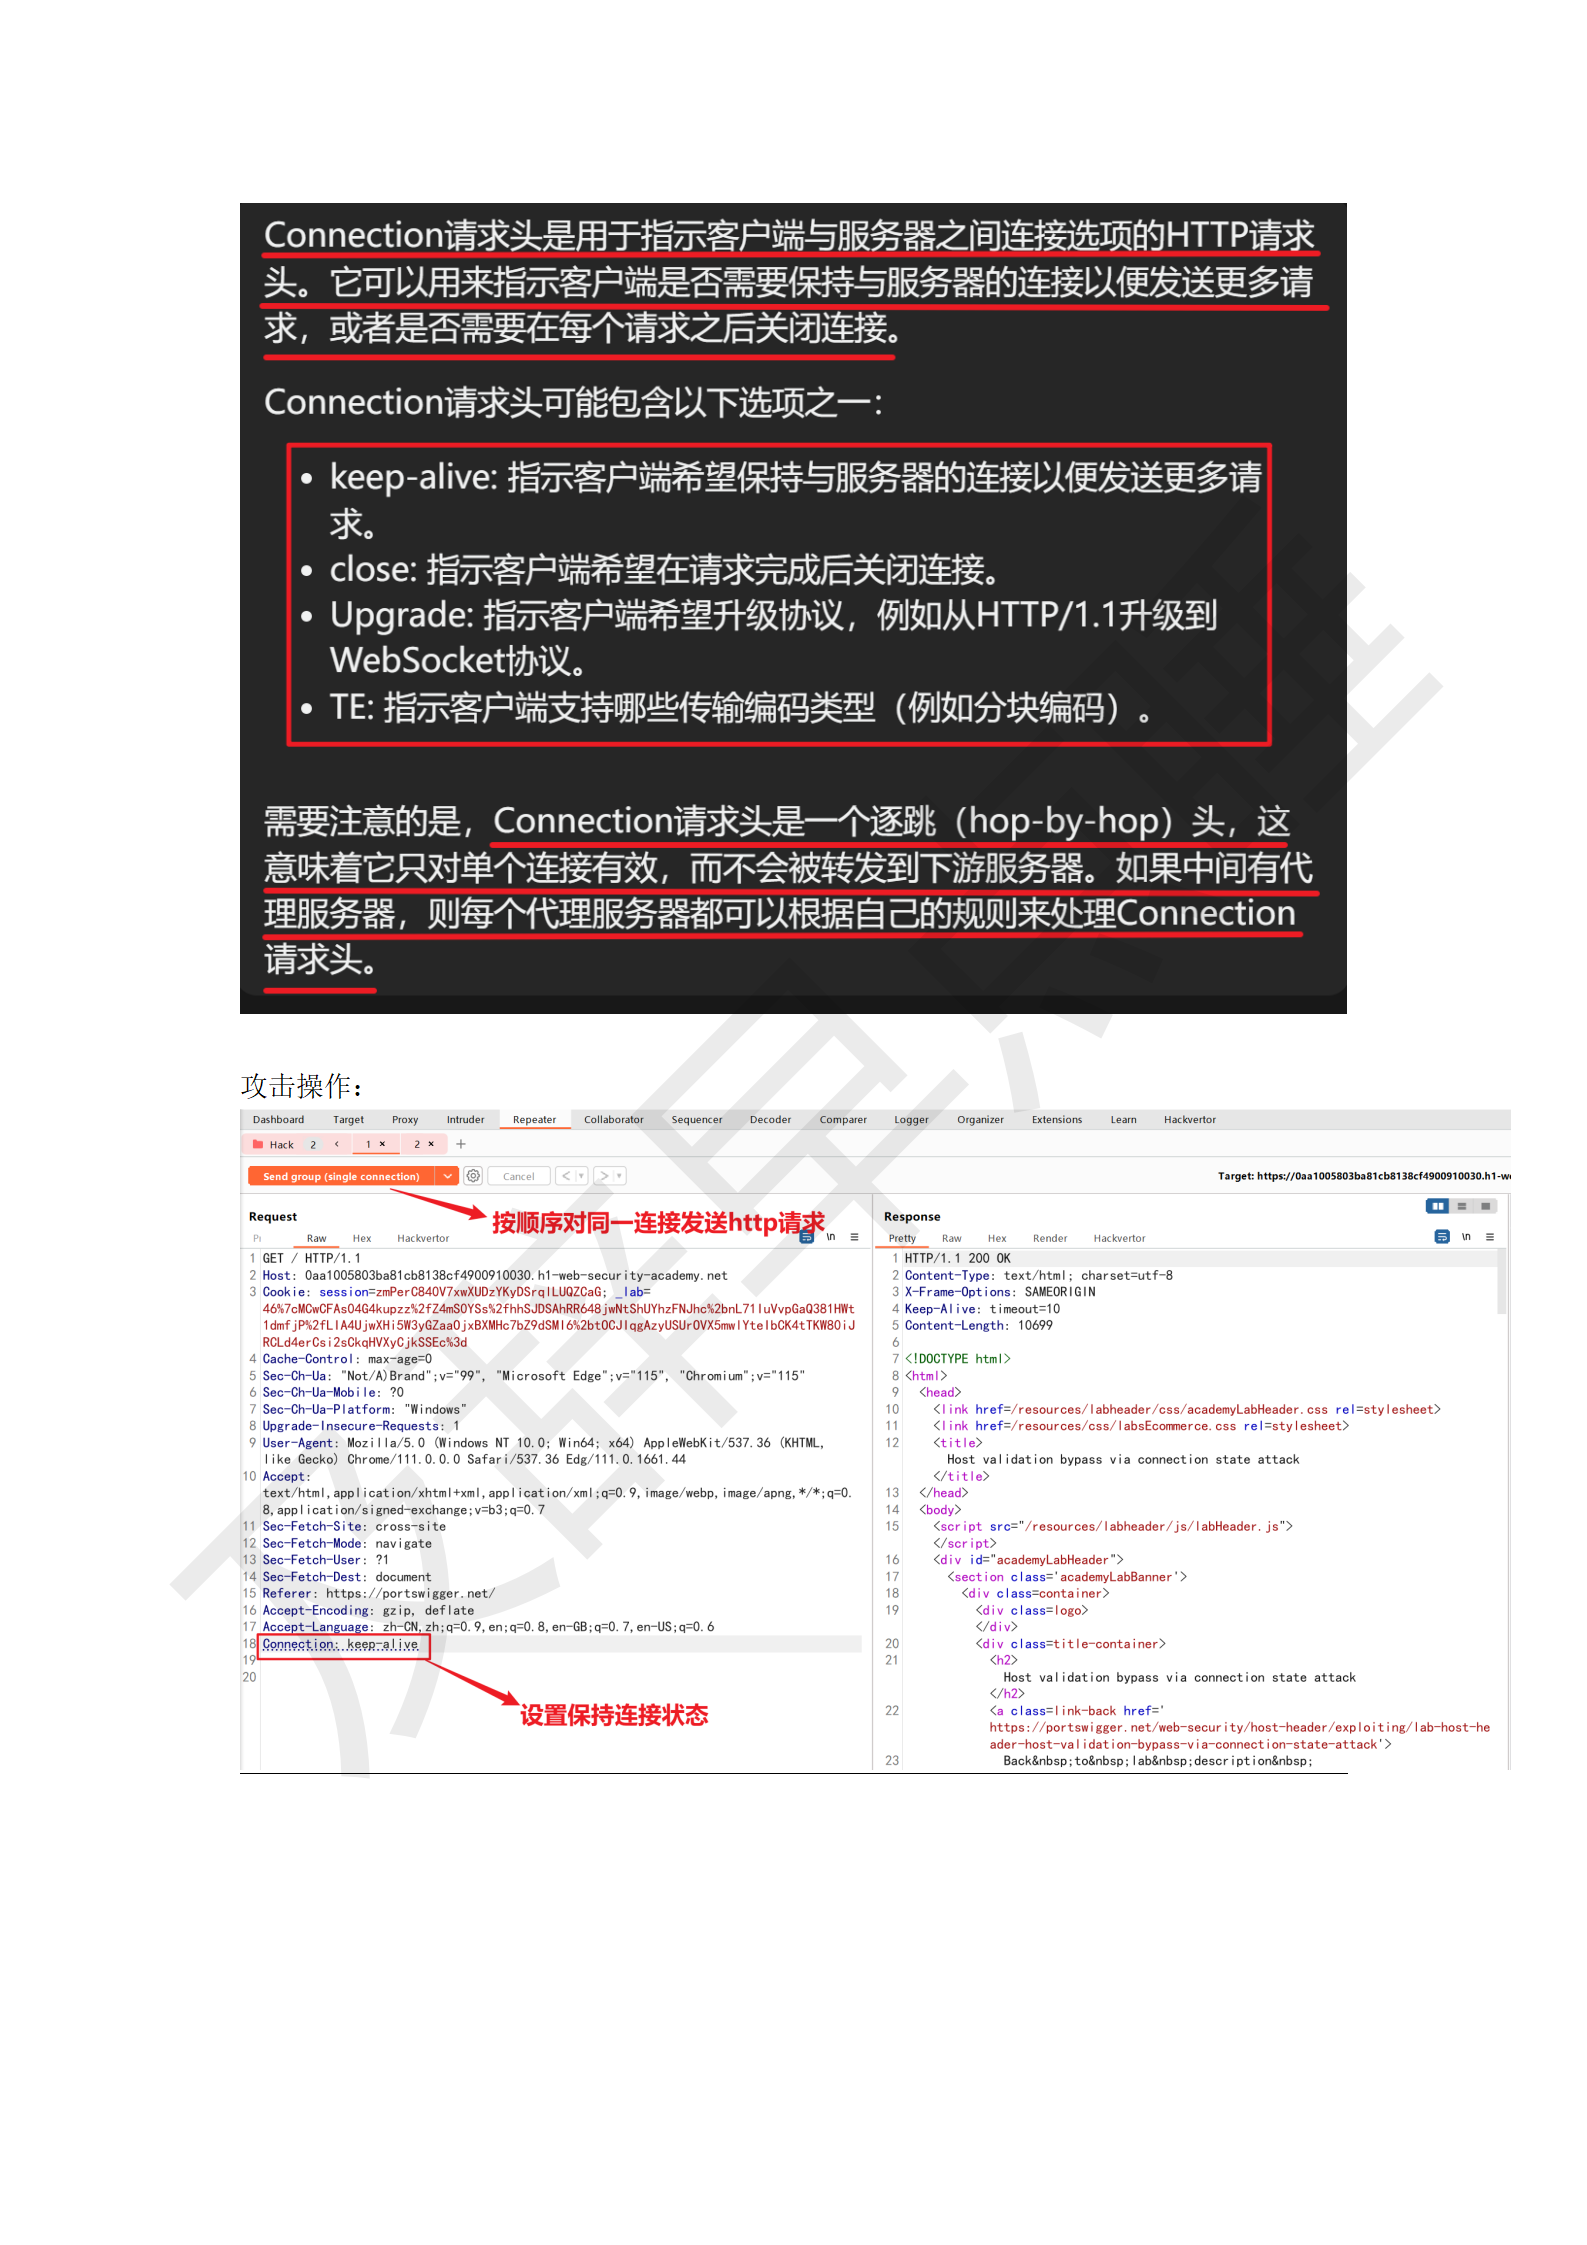 Connection请求头是用于指示客户端与服务器之间连接选项的HTTP请求
头。它可以用来指示客户端是否需要保持与服务器的连接以便发送更多请
求，或者是否需要在每个请求之后关闭连接。
Connection请求头可能包含以下选项之一：
• keep-alive: 指示客户端希望保持与服务器的连接以便发送更多请
求。
• close: 指示客户端希望在请求完成后关闭连接。
• Upgrade: 指示客户端希望升级协议，例如从HTTP/1.1升级到
WebSocket协议。
• TE: 指示客户端支持哪些传输编码类型（例如分块编码）。
需要注意的是，Connection请求头是一个逐跳（hop-by-hop）头，这
意味着它只对单个连接有效，而不会被转发到下游服务器。如果中间有代
理服务器，则每个代理服务器都可以根据自己的规则来处理Connection
请求头。
攻击操作：
Dashboard Target Proxy Intruder Repeater Collaborator Sequencer Decoder Comparer Logger Organizer Extensions Learn Hackvertor
Hack 2 < 1 × 2 × +
Send group (single connection) Cancel < > Target: https://0aa1005803ba81cb8138cf4900910030.h1-w
按顺序对同一连接发送http请求
Request
Raw Hex Hackvertor \n
1 GET / HTTP/1.1
2 Host: 0aa1005803ba81cb8138cf4900910030.h1-web-security-academy.net
3 Cookie: session=zmPerC840V7xwXUDzYKyDSrqlLUQZCaG; _lab=
46%7cMCwCFAs04G4kupzz%2fZ4mS0YSs%2fhhSJDSAhRR648jwNtShUYhzFNJhc%2bnL71IuVvpGaQ381HWt
1dmfjP%2fLIA4UjwXHi5W3yGZaa0jxBXMHc7bZ9dSMl6%2btOCJlqgAzyUSUr0VX5mwlYtelbCK4tTKW80iJ
RCLd4erCsi2sCkqHVXyCjkSSEc%3d
4 Cache-Control: max-age=0
5 Sec-Ch-Ua: "Not/A)Brand";v="99", "Microsoft Edge";v="115", "Chromium";v="115"
6 Sec-Ch-Ua-Mobile: ?0
7 Sec-Ch-Ua-Platform: "Windows"
8 Upgrade-Insecure-Requests: 1
9 User-Agent: Mozilla/5.0 (Windows NT 10.0; Win64; x64) AppleWebKit/537.36 (KHTML,
like Gecko) Chrome/111.0.0.0 Safari/537.36 Edg/111.0.1661.44
10 Accept:
text/html,application/xhtml+xml,application/xml;q=0.9,image/webp,image/apng,*/*;q=0.
8,application/signed-exchange;v=b3;q=0.7
11 Sec-Fetch-Site: cross-site
12 Sec-Fetch-Mode: navigate
13 Sec-Fetch-User: ?1
14 Sec-Fetch-Dest: document
15 Referer: https://portswigger.net/
16 Accept-Encoding: gzip, deflate
17 Accept-Language: zh-CN,zh;q=0.9,en;q=0.8,en-GB;q=0.7,en-US;q=0.6
18 Connection: keep-alive
19
20
设置保持连接状态
Response
Pretty Raw Hex Render Hackvertor \n
1 HTTP/1.1 200 OK
2 Content-Type: text/html; charset=utf-8
3 X-Frame-Options: SAMEORIGIN
4 Keep-Alive: timeout=10
5 Content-Length: 10699
6
7 <!DOCTYPE html>
8 <html>
9 <head>
10 <link href=/resources/labheader/css/academyLabHeader.css rel=stylesheet>
11 <link href=/resources/css/labsEcommerce.css rel=stylesheet>
12 <title>
Host validation bypass via connection state attack
</title>
13 </head>
14 <body>
15 <script src="/resources/labheader/js/labHeader.js">
</script>
16 <div id="academyLabHeader">
17 <section class='academyLabBanner'>
18 <div class=container>
19 <div class=logo>
</div>
20 <div class=title-container>
21 <h2>
Host validation bypass via connection state attack
</h2>
22 <a class=link-back href='
https://portswigger.net/web-security/host-header/exploiting/lab-host-he
ader-host-validation-bypass-via-connection-state-attack'>
23 Back&nbsp;to&nbsp;lab&nbsp;description&nbsp;